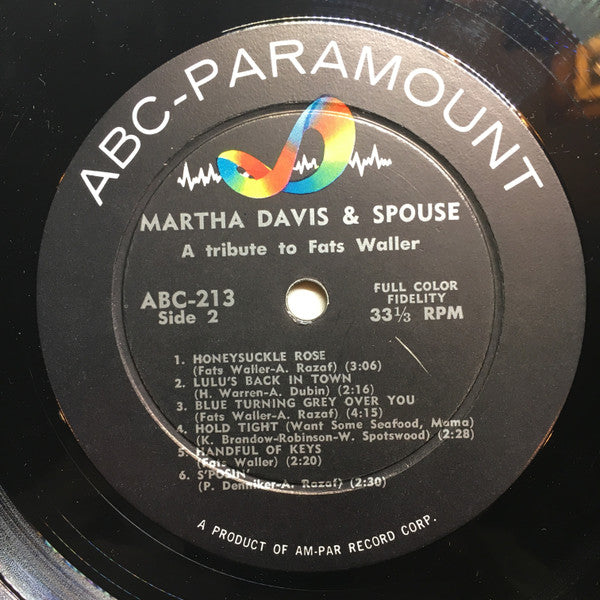 ABC-PARAMOUNT
MARTHA DAVIS & SPOUSE
A tribute to Fats Waller
ABC-213
Side 2
FULL COLOR
FIDELITY
33⅓ RPM
1. HONEYSUCKLE ROSE
(Fats Waller-A. Razaf) (3:06)
2. LULU'S BACK IN TOWN
(H. Warren-A. Dubin) (2:16)
3. BLUE TURNING GREY OVER YOU
(Fats Waller-A. Razaf) (4:15)
4. HOLD TIGHT (Want Some Seafood, Mama)
(K. Brandow-Robinson-W. Spotswood) (2:28)
5. HANDFUL OF KEYS
(Fats Waller) (2:20)
6. S'POSIN'
(P. Denniker-A. Razaf) (2:30)
A PRODUCT OF AM-PAR RECORD CORP.